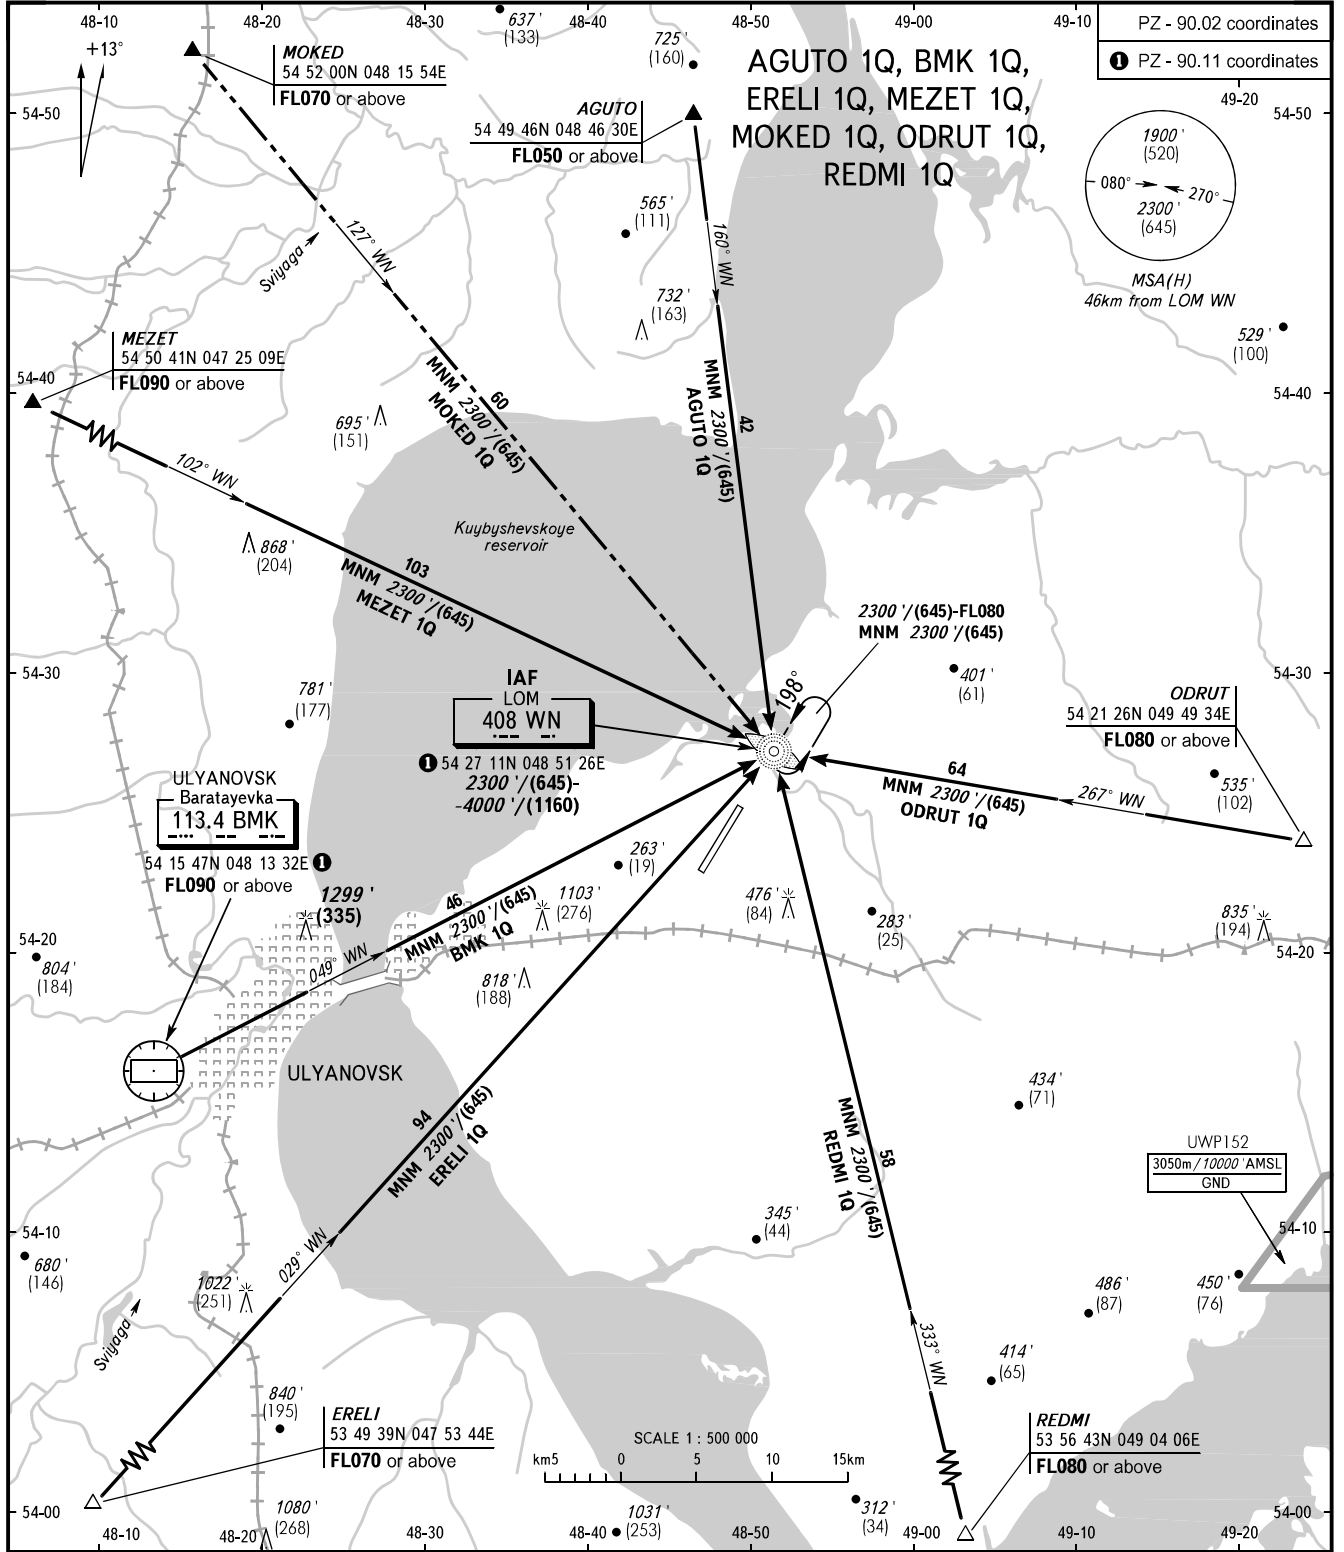 48-10
48-20
48-30
48-40
48-50
49-00
49-10
PZ - 90.02 coordinates
❶ PZ - 90.11 coordinates
49-20
+13°
MOKED
54 52 00N 048 15 54E
FL070 or above
637'
(133)
725'
(160)
AGUTO 1Q, BMK 1Q,
ERELI 1Q, MEZET 1Q,
MOKED 1Q, ODRUT 1Q,
REDMI 1Q
54-50
54-50
AGUTO
54 49 46N 048 46 30E
FL050 or above
1900'
(520)
080°
270°
2300'
(645)
MSA(H)
46km from LOM WN
565'
(111)
Sviyaga
127° WN
160° WN
732'
(163)
529'
(100)
MEZET
54 50 41N 047 25 09E
FL090 or above
54-40
54-40
60
MNM 2300'/(645)
MOKED 1Q
42
MNM 2300'/(645)
AGUTO 1Q
695'
(151)
102° WN
Kuybyshevskoye
reservoir
868'
(204)
103
MNM 2300'/(645)
MEZET 1Q
2300'/(645)-FL080
MNM 2300'/(645)
54-30
54-30
401'
(61)
198°
IAF
LOM
408 WN
❶ 54 27 11N 048 51 26E
2300'/(645)-
-4000'/(1160)
781'
(177)
ODRUT
54 21 26N 049 49 34E
FL080 or above
64
MNM 2300'/(645)
ODRUT 1Q
267° WN
535'
(102)
ULYANOVSK
Baratayevka
113.4 BMK
54 15 47N 048 13 32E ❶
FL090 or above
263'
(19)
1299'
(335)
1103'
(276)
476'
(84)
283'
(25)
835'
(194)
46
MNM 2300'/(645)
BMK 1Q
049° WN
54-20
54-20
804'
(184)
818'
(188)
ULYANOVSK
434'
(71)
94
MNM 2300'/(645)
ERELI 1Q
58
MNM 2300'/(645)
REDMI 1Q
UWP152
3050m/10000'AMSL
GND
345'
(44)
54-10
54-10
680'
(146)
029° WN
1022'
(251)
486'
(87)
450'
(76)
Sviyaga
333° WN
414'
(65)
840'
(195)
ERELI
53 49 39N 047 53 44E
FL070 or above
REDMI
53 56 43N 049 04 06E
FL080 or above
SCALE 1 : 500 000
km5 0 5 10 15km
54-00
54-00
1080'
(268)
1031
(253)
312'
(34)
48-10
48-20
48-30
48-40
48-50
49-00
49-10
49-20